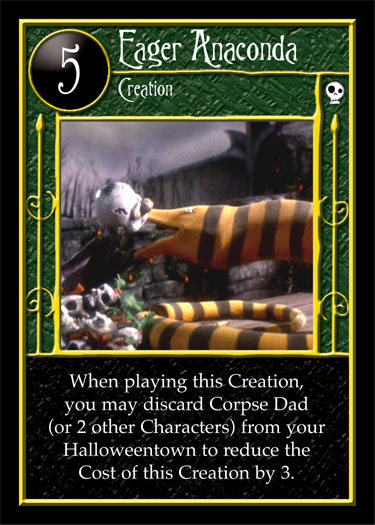 5
Eager Anaconda
Creation
When playing this Creation,
you may discard Corpse Dad
(or 2 other Characters) from your
Halloweentown to reduce the
Cost of this Creation by 3.